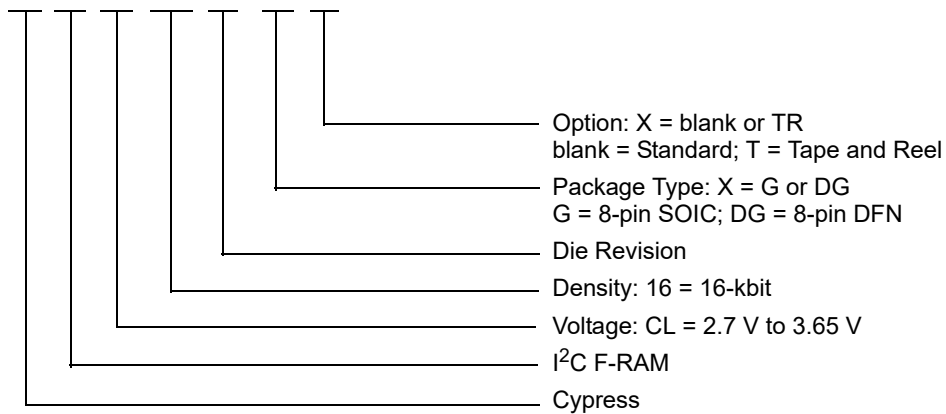 Option: X = blank or TR
blank = Standard; T = Tape and Reel
Package Type: X = G or DG
G = 8-pin SOIC; DG = 8-pin DFN
Die Revision
Density: 16 = 16-kbit
Voltage: CL = 2.7 V to 3.65 V
I²C F-RAM
Cypress